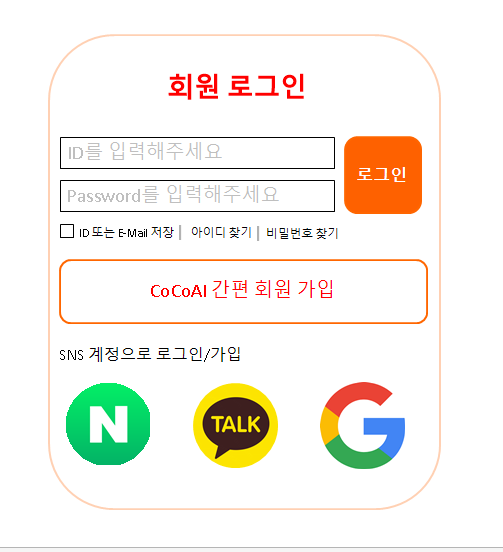 회원 로그인
ID를 입력해주세요
로그인
Password를 입력해주세요
ID 또는 E-Mail 저장 | 아이디 찾기 | 비밀번호 찾기
CoCoAI 간편 회원 가입
SNS 계정으로 로그인/가입
N TALK G